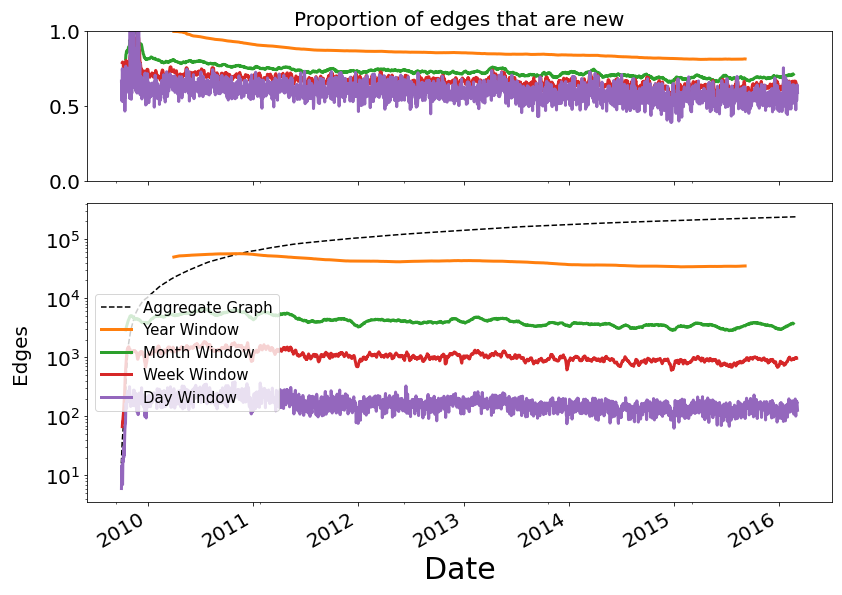 Proportion of edges that are new
1.0
0.5
0.0
10^5
10^4
10^3
10^2
10^1
Edges
Aggregate Graph
Year Window
Month Window
Week Window
Day Window
2010 2011 2012 2013 2014 2015 2016
Date